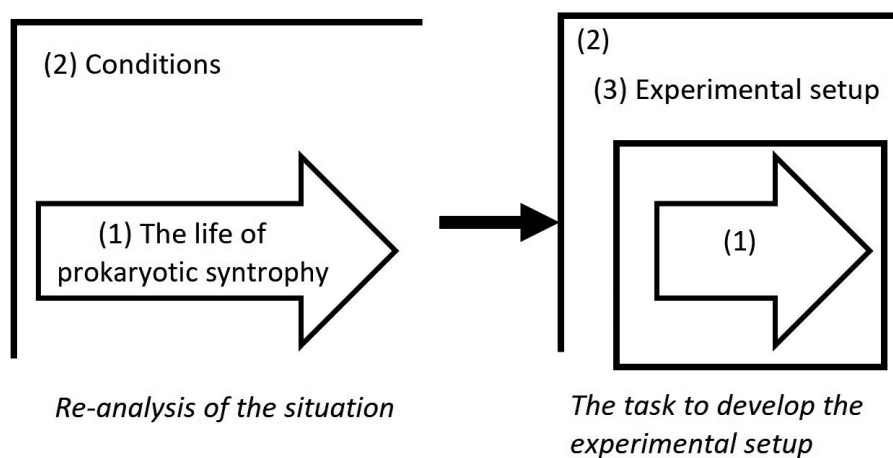 (2) Conditions
(1) The life of
prokaryotic syntrophy
Re-analysis of the situation
(2)
(3) Experimental setup
(1)
The task to develop the
experimental setup